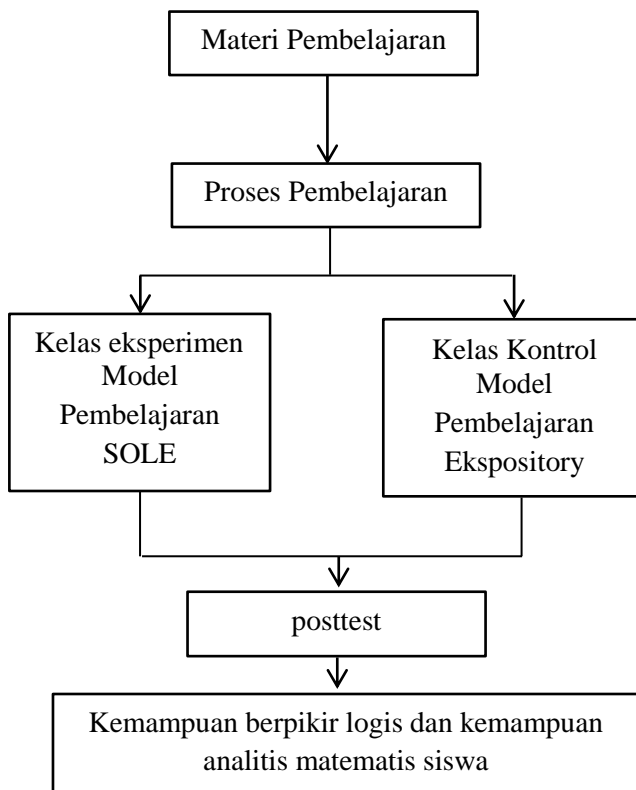 Materi Pembelajaran
Proses Pembelajaran
Kelas eksperimen
Model
Pembelajaran
SOLE
Kelas Kontrol
Model
Pembelajaran
Ekspository
posttest
Kemampuan berpikir logis dan kemampuan
analitis matematis siswa